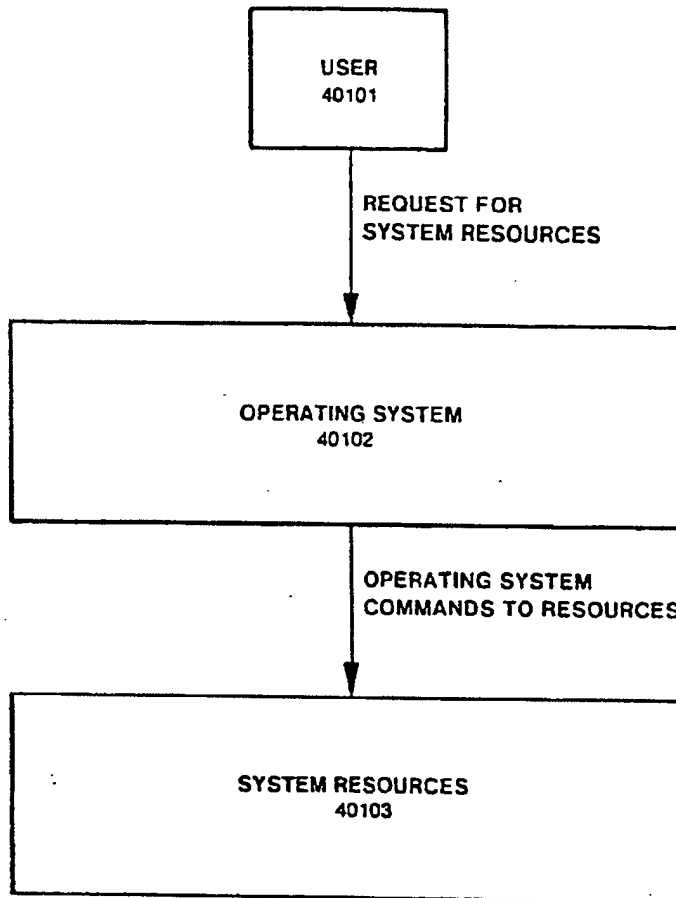 USER
40101
REQUEST FOR
SYSTEM RESOURCES
OPERATING SYSTEM
40102
OPERATING SYSTEM
COMMANDS TO RESOURCES
SYSTEM RESOURCES
40103